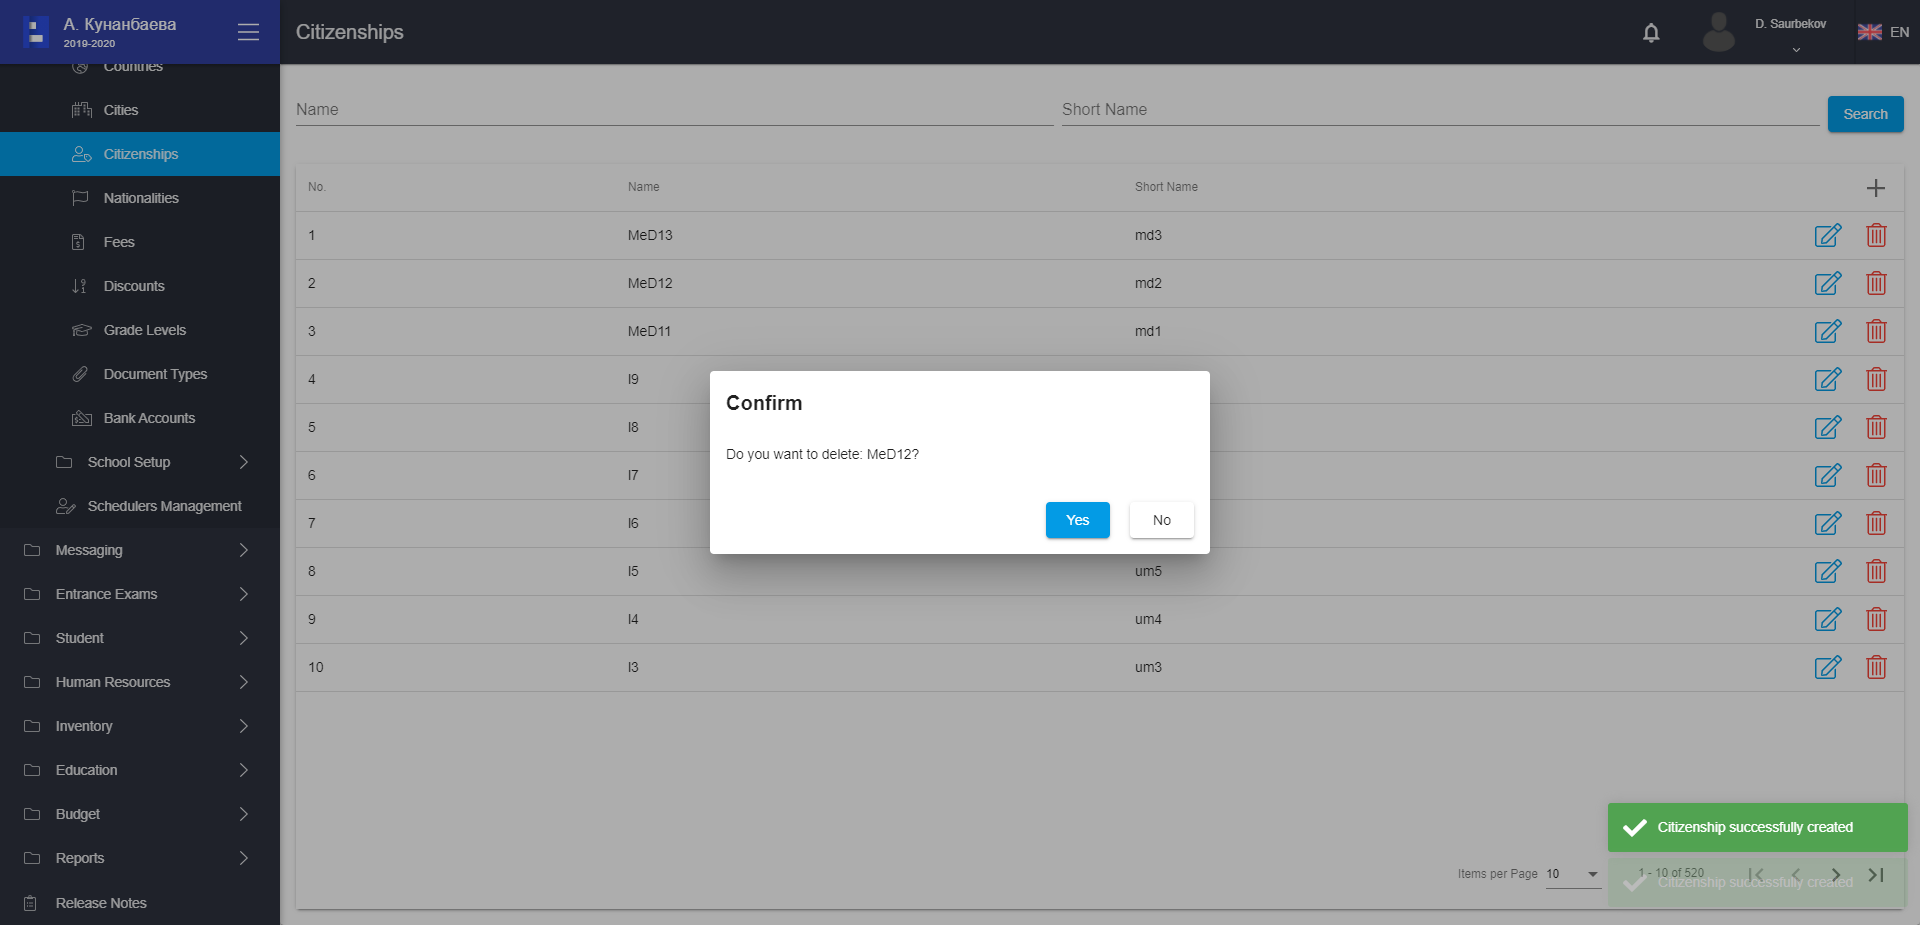 А. Кунанбаева
2019-2020
Citizenships
D. Saurbekov
EN
Countries
Cities
Citizenships
Nationalities
Fees
Discounts
Grade Levels
Document Types
Bank Accounts
School Setup
Schedulers Management
Messaging
Entrance Exams
Student
Human Resources
Inventory
Education
Budget
Reports
Release Notes
Name Short Name Search
No. Name Short Name
1 MeD13 md3
2 MeD12 md2
3 MeD11 md1
4 I9
5 I8
6 I7
7 I6
8 I5 um5
9 I4 um4
10 I3 um3
Confirm
Do you want to delete: MeD12?
Yes No
Citizenship successfully created
Items per Page 10 1 - 10 of 520
Citizenship successfully created